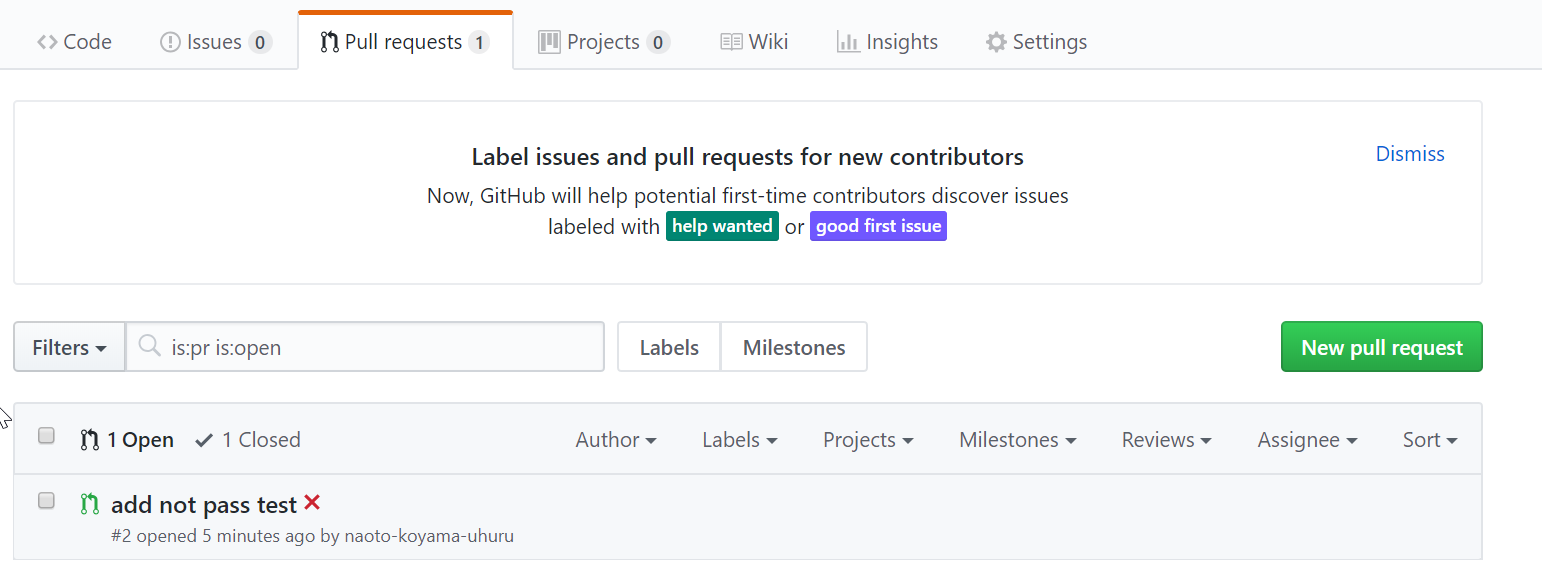 Code Issues 0 Pull requests 1 Projects 0 Wiki Insights Settings
Label issues and pull requests for new contributors
Dismiss
Now, GitHub will help potential first-time contributors discover issues
labeled with help wanted or good first issue
Filters is:pr is:open Labels Milestones New pull request
1 Open 1 Closed Author Labels Projects Milestones Reviews Assignee Sort
add not pass test
#2 opened 5 minutes ago by naoto-koyama-uhuru